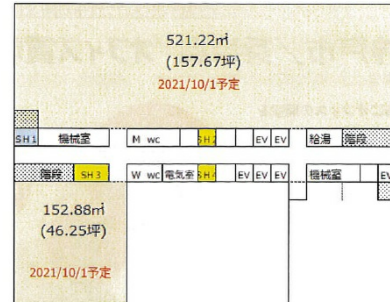 521.22㎡
(157.67坪)
2021/10/1予定
SH1 機械室 M wc SH2 EV EV 給湯 階段
階段 SH3 W wc 電気室 SH4 EV EV EV 機械室 EV
152.88㎡
(46.25坪)
2021/10/1予定